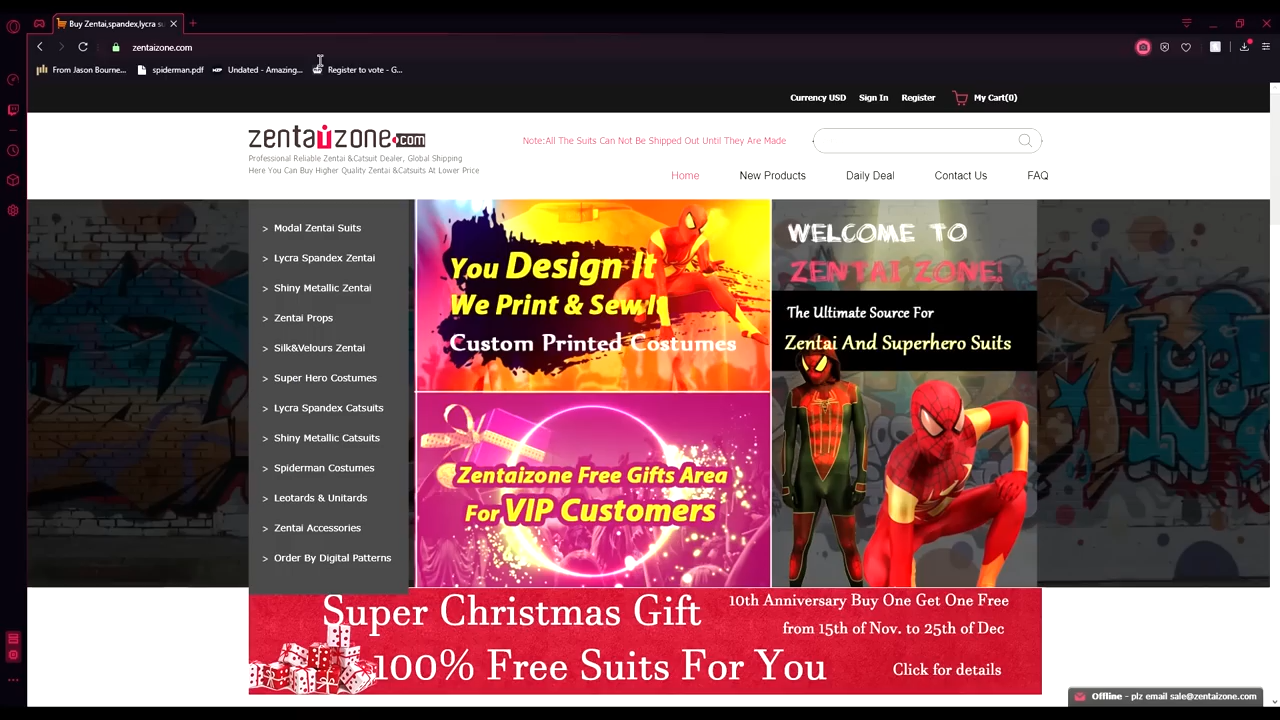 Buy Zentai,spandex,lycra su
zentaizone.com
From Jason Bourne...
spiderman.pdf
Undated - Amazing...
Register to vote - G...
Currency USD
Sign In
Register
My Cart(0)
zentaizone.com
Professional Reliable Zentai &Catsuit Dealer, Global Shipping
Here You Can Buy Higher Quality Zentai &Catsuits At Lower Price
Note:All The Suits Can Not Be Shipped Out Until They Are Made
Home
New Products
Daily Deal
Contact Us
FAQ
> Modal Zentai Suits
> Lycra Spandex Zentai
> Shiny Metallic Zentai
> Zentai Props
> Silk&Velours Zentai
> Super Hero Costumes
> Lycra Spandex Catsuits
> Shiny Metallic Catsuits
> Spiderman Costumes
> Leotards & Unitards
> Zentai Accessories
> Order By Digital Patterns
You Design It
We Print & Sew It
Custom Printed Costumes
Zentaizone Free Gifts Area
For VIP Customers
WELCOME TO
ZENTAI ZONE!
The Ultimate Source For
Zentai And Superhero Suits
Super Christmas Gift
100% Free Suits For You
10th Anniversary Buy One Get One Free
from 15th of Nov. to 25th of Dec
Click for details
Offline - plz email sale@zentaizone.com